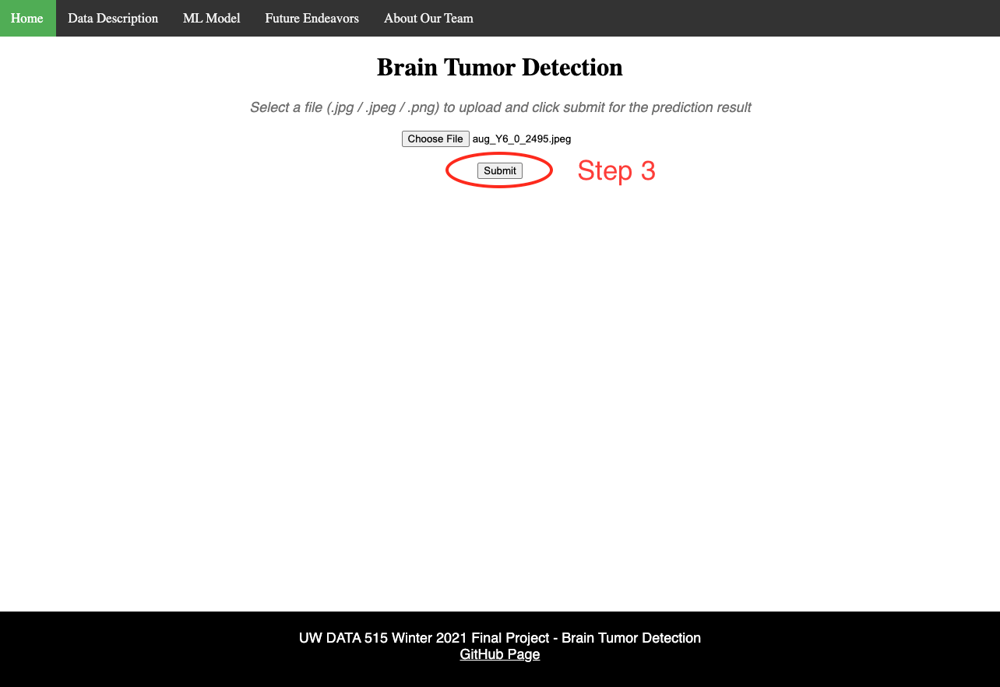 Home Data Description ML Model Future Endeavors About Our Team
Brain Tumor Detection
Select a file (.jpg / .jpeg / .png) to upload and click submit for the prediction result
Choose File aug_Y6_0_2495.jpeg
Submit Step 3
UW DATA 515 Winter 2021 Final Project - Brain Tumor Detection
GitHub Page